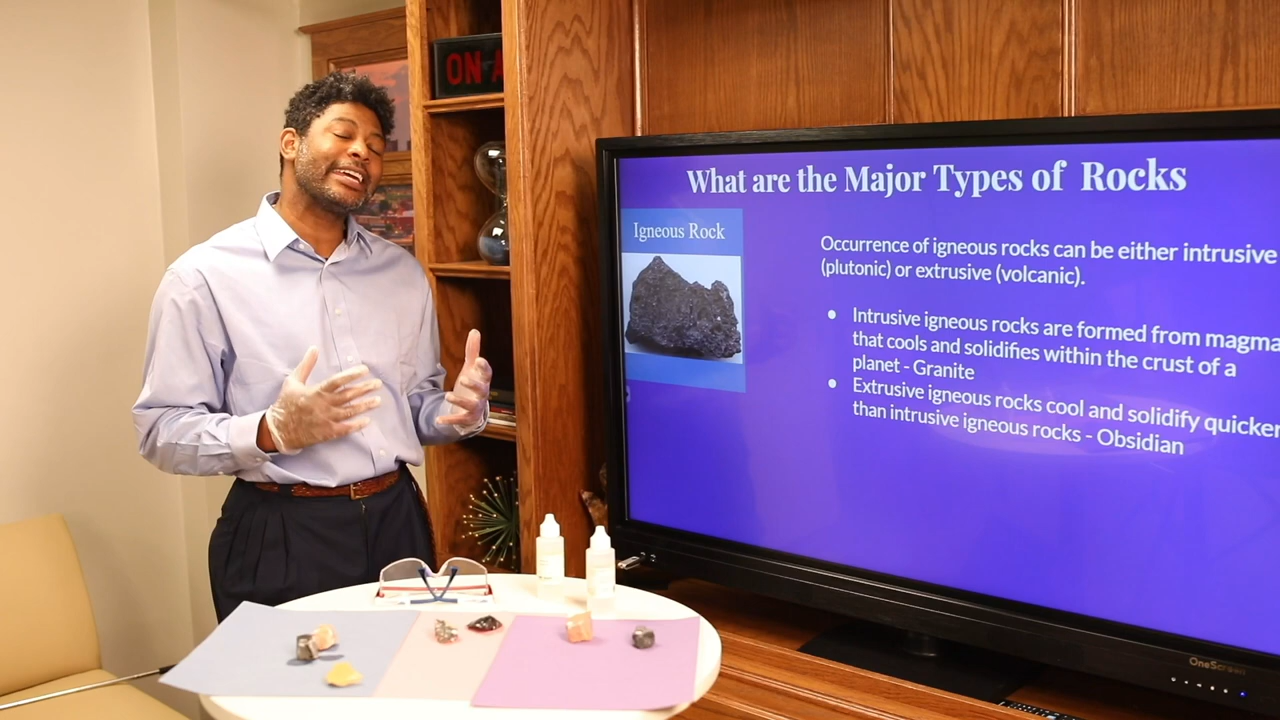 ON A
What are the Major Types of Rocks
Igneous Rock
Occurrence of igneous rocks can be either intrusive
(plutonic) or extrusive (volcanic).
Intrusive igneous rocks are formed from magma
that cools and solidifies within the crust of a
planet - Granite
Extrusive igneous rocks cool and solidify quicker
than intrusive igneous rocks - Obsidian
OneScreen